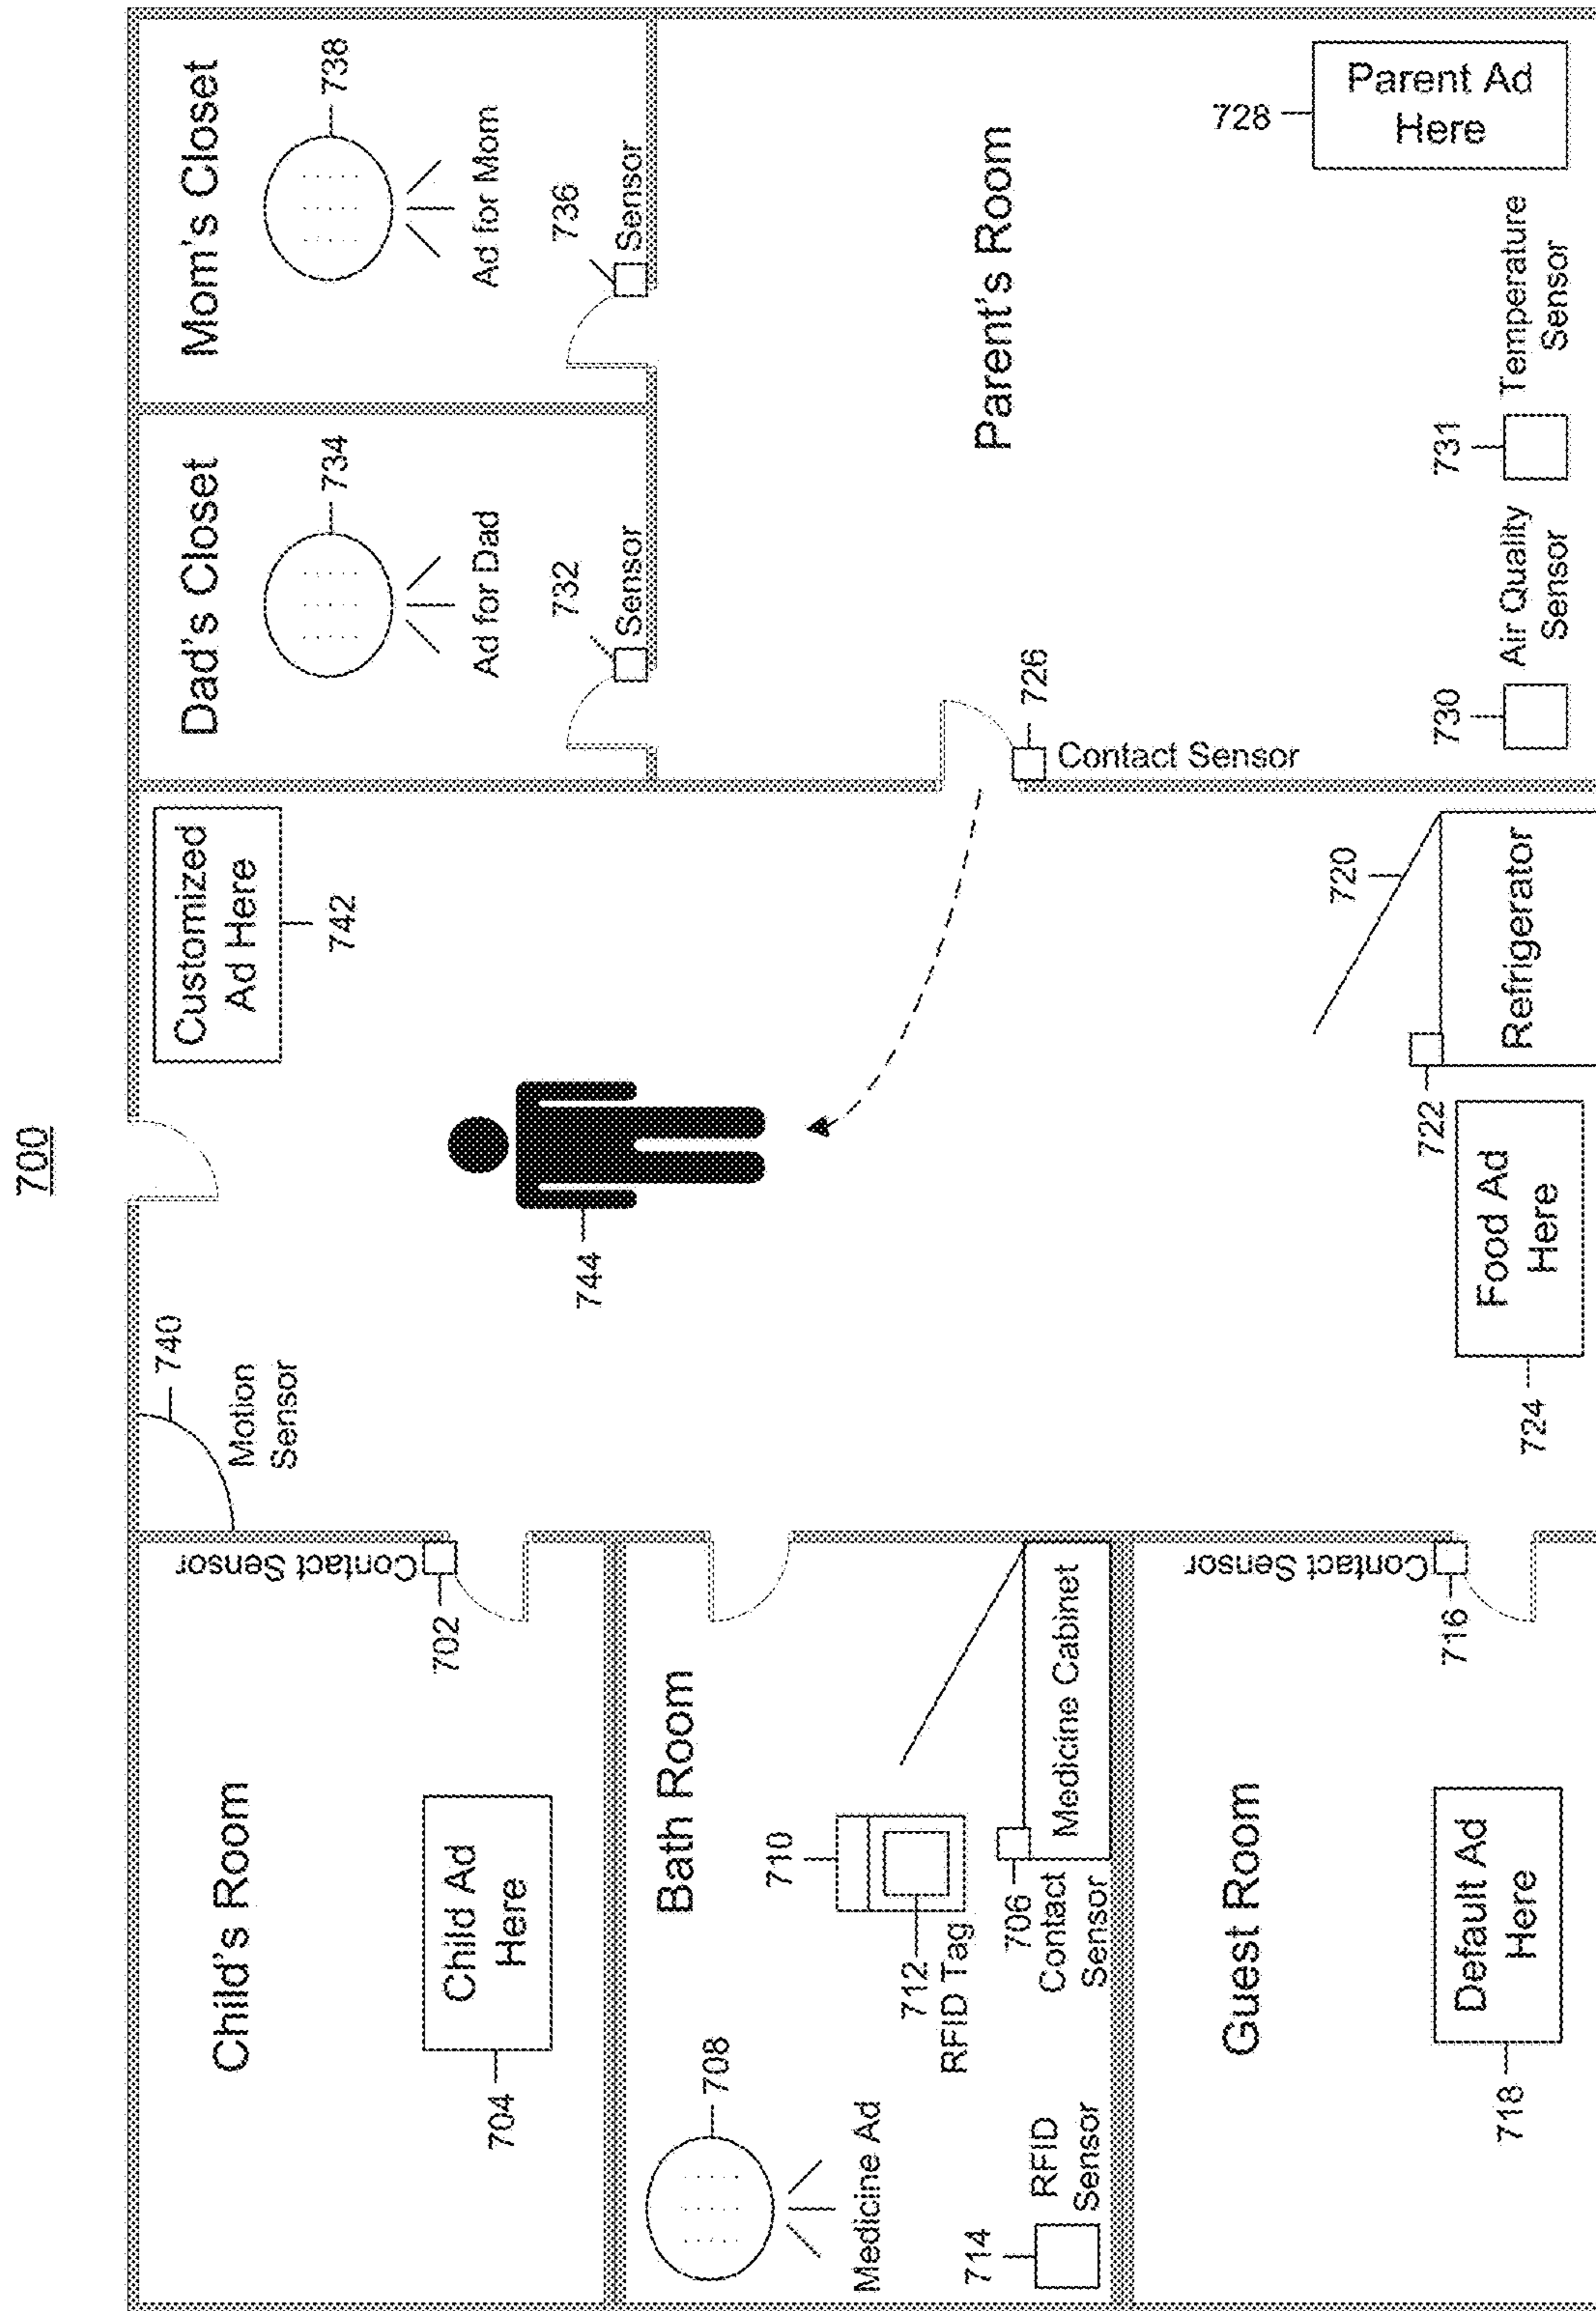 700
Child's Room
Child Ad
Here
704
702
Contact Sensor
740
Motion
Sensor
Customized
Ad Here
742
744
Dad's Closet
734
Ad for Dad
732
Sensor
Mom's Closet
738
Ad for Mom
736
Sensor
Bath Room
708
Medicine Ad
714
RFID
Sensor
710
712
RFID Tag
706
Contact
Sensor
Medicine Cabinet
Parent's Room
726
Contact Sensor
728
Parent Ad
Here
730
Air Quality
Sensor
731
Temperature
Sensor
Guest Room
Default Ad
Here
718
716
Contact Sensor
724
Food Ad
Here
722
720
Refrigerator